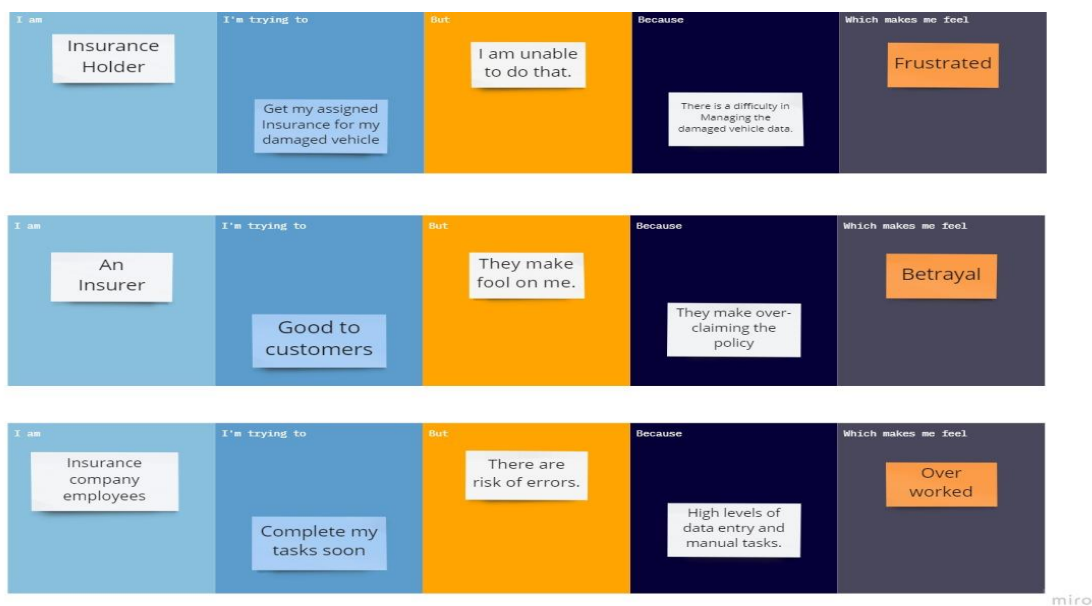 I am
I'm trying to
But
Because
Which makes me feel
Insurance
Holder
Get my assigned
Insurance for my
damaged vehicle
I am unable
to do that.
There is a difficulty in
Managing the
damaged vehicle data.
Frustrated
I am
I'm trying to
But
Because
Which makes me feel
An
Insurer
Good to
customers
They make
fool on me.
They make over-
claiming the
policy
Betrayal
I am
I'm trying to
But
Because
Which makes me feel
Insurance
company
employees
Complete my
tasks soon
There are
risk of errors.
High levels of
data entry and
manual tasks.
Over
worked
miro